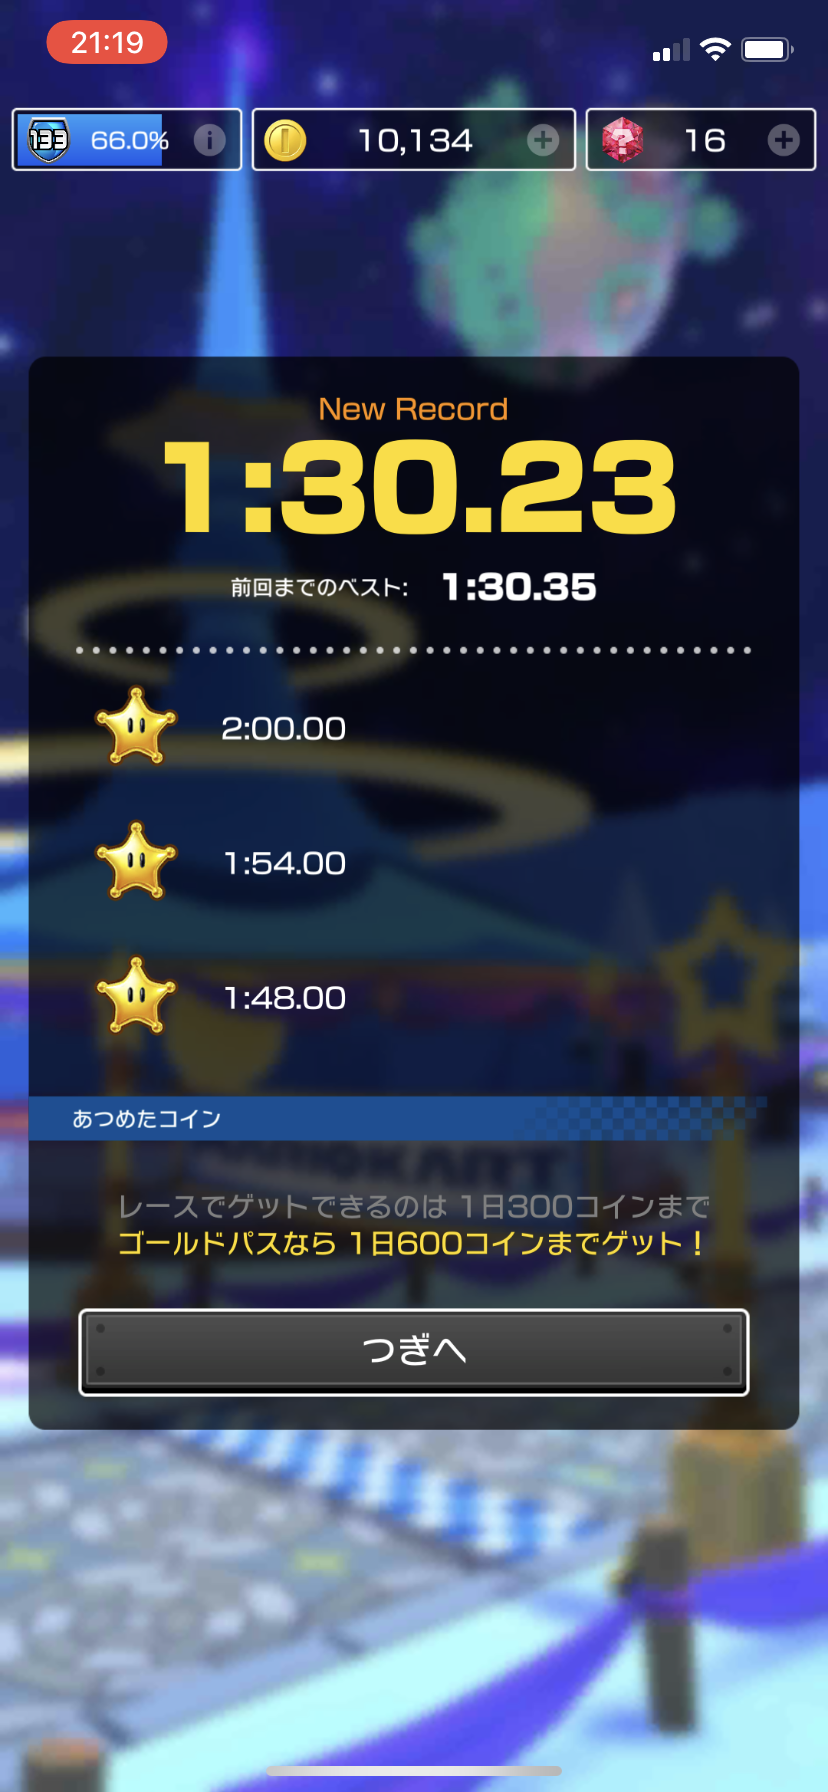 21:19
133 66.0% i 10,134 + 16 +
New Record
1:30.23
前回までのベスト: 1:30.35
2:00.00
1:54.00
1:48.00
あつめたコイン
レースでゲットできるのは 1日300コインまで
ゴールドパスなら 1日600コインまでゲット！
つぎへ